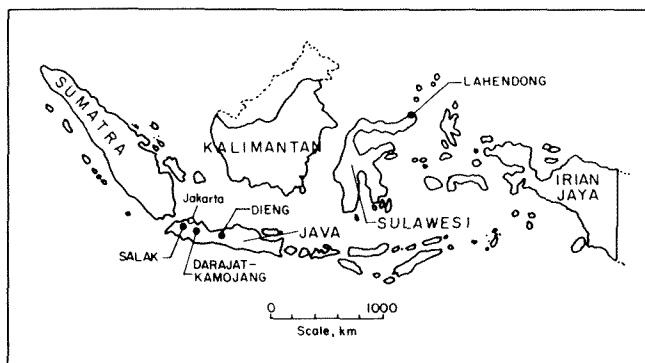 SUMATRA
KALIMANTAN
LAHENDONG
IRIAN
JAYA
SULAWESI
Jakarta
DIENG
JAVA
SALAK
DARAJAT-
KAMOJANG
0 1000
Scale, km